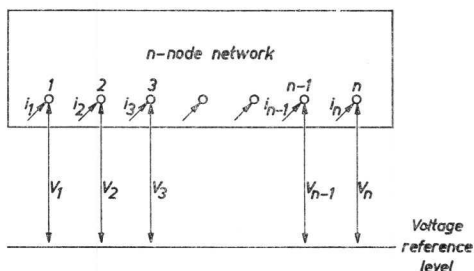 n-node network
1 2 3 n-1 n
i1 i2 i3 in-1 in
V1 V2 V3 Vn-1 Vn
Voltage
reference
level